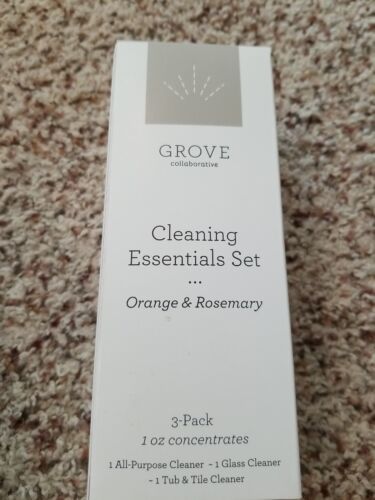 GROVE
collaborative
Cleaning
Essentials Set
...
Orange & Rosemary
3-Pack
1 oz concentrates
1 All-Purpose Cleaner ~ 1 Glass Cleaner
~ 1 Tub & Tile Cleaner